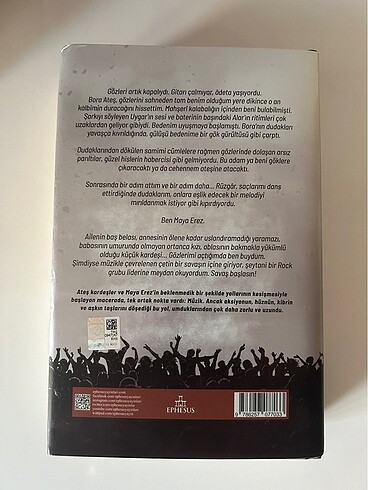 Gözleri artık kapalıydı. Gitarı çalmıyor, âdeta yaşıyordu.
Bora Ateş, gözlerini sahneden tam benim olduğum yere dikince o an
kalbimin duracağını hissettim. Mahşerî kalabalığın içinden beni bulabilmişti.
Şarkıyı söyleyen Uygar'ın sesi ve baterinin başındaki Alar'ın ritimleri çok
uzaklardan geliyor gibiydi. Bedenim uyuşmaya başlamıştı. Bora'nın dudakları
yavaşça kıvrıldığında, gülüşü bedenime bir gök gürültüsü gibi çarptı.
Dudaklarından dökülen samimi cümlelere rağmen gözlerinde dolaşan arsız
parıltılar, güzel hislerin habercisi gibi gelmiyordu. Bu adam ya beni göklere
çıkaracaktı ya da cehennem ateşine atacaktı.
Sonrasında bir adım attım ve bir adım daha... Rüzgâr, saçlarımı dans
ettirdiğinde dudaklarım, onlara eşlik edecek bir melodiyi
mırıldanmak istiyor gibi kıpırdıyordu.
Ben Maya Erez.
Ailenin baş belası, annesinin ölene kadar uslandıramadığı yaramazı,
babasının umurunda olmayan ortanca kızı, ablasının bakmakla yükümlü
olduğu küçük kardeşi... Gözlerimi açtığımda ben buydum.
Şimdiyse müzikle çevrelenen çetin bir savaşın içine giriyor, şeytani bir Rock
grubu liderine meydan okuyordum. Savaş başlasın!
Ateş kardeşler ve Maya Erez'in beklenmedik bir şekilde yollarının kesişmesiyle
başlayan macerada, tek ortak nokta vardı: Müzik. Ancak aksiyonun, hüznün, kibrin
ve aşkın taşlarını döşediği bu yol, umduklarından çok daha zorlu ve uzundu.
EPHESUS
9 786257 077033